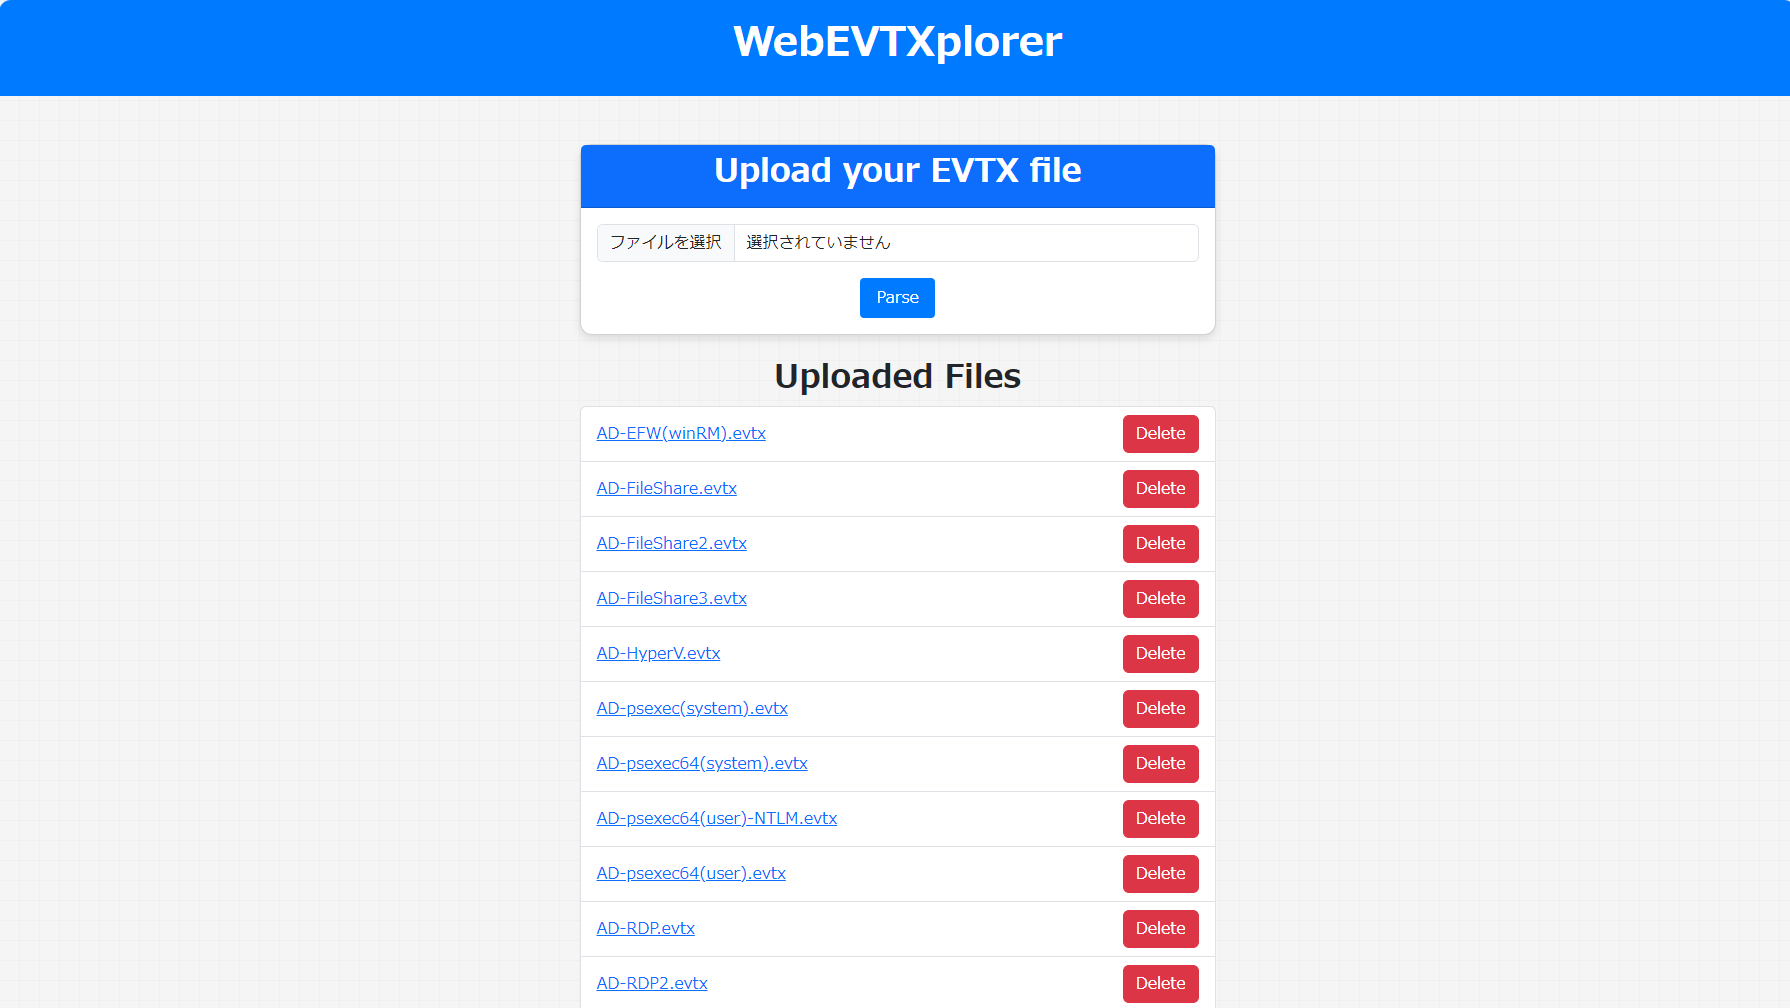 WebEVTXplorer
Upload your EVTX file
ファイルを選択 選択されていません
Parse
Uploaded Files
AD-EFW(winRM).evtx Delete
AD-FileShare.evtx Delete
AD-FileShare2.evtx Delete
AD-FileShare3.evtx Delete
AD-HyperV.evtx Delete
AD-psexec(system).evtx Delete
AD-psexec64(system).evtx Delete
AD-psexec64(user)-NTLM.evtx Delete
AD-psexec64(user).evtx Delete
AD-RDP.evtx Delete
AD-RDP2.evtx Delete